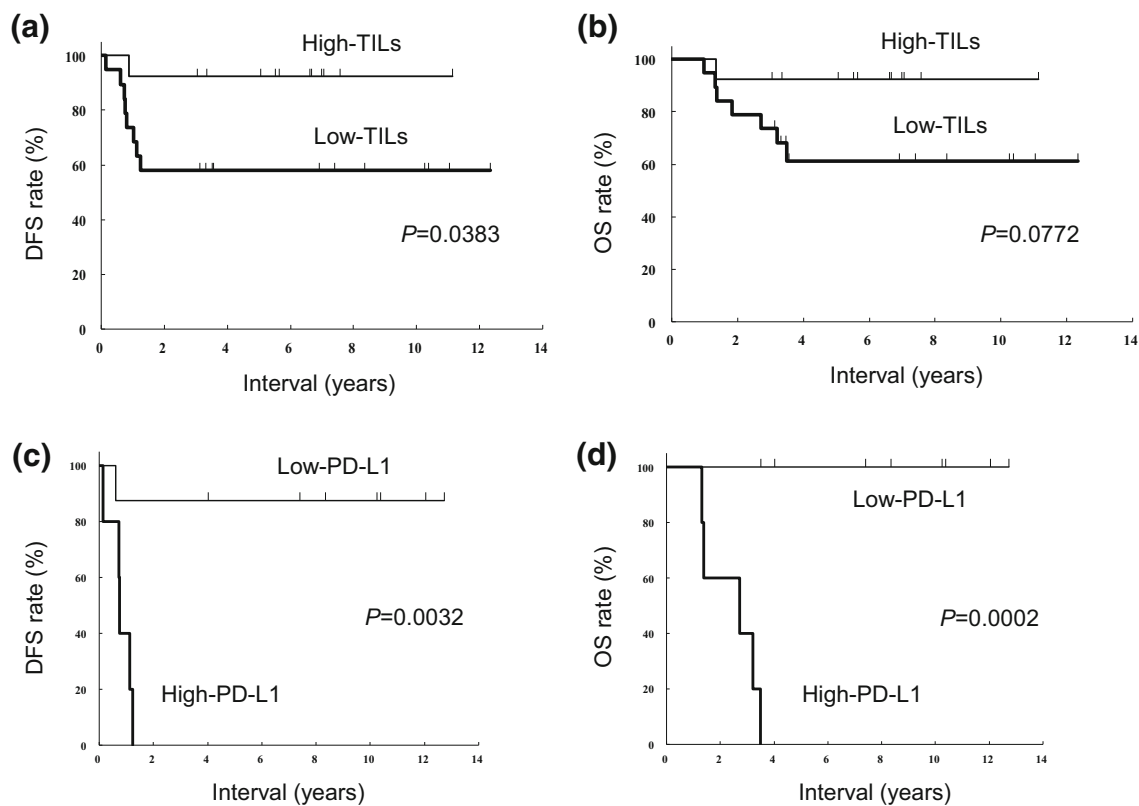 (a)
High-TILs
Low-TILs
P=0.0383
DFS rate (%)
100
80
60
40
20
0
0 2 4 6 8 10 12 14
Interval (years)
(b)
High-TILs
Low-TILs
P=0.0772
OS rate (%)
100
80
60
40
20
0
0 2 4 6 8 10 12 14
Interval (years)
(c)
Low-PD-L1
P=0.0032
High-PD-L1
DFS rate (%)
100
80
60
40
20
0
0 2 4 6 8 10 12 14
Interval (years)
(d)
Low-PD-L1
P=0.0002
High-PD-L1
OS rate (%)
100
80
60
40
20
0
0 2 4 6 8 10 12 14
Interval (years)